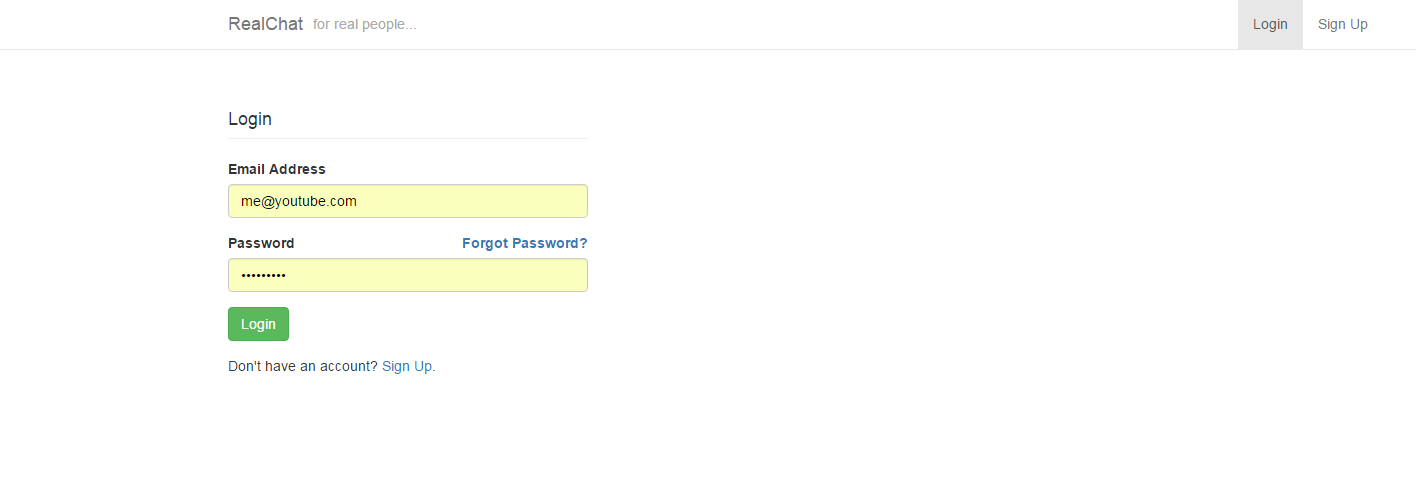 RealChat for real people... Login Sign Up
Login
Email Address
me@youtube.com
Password Forgot Password?
•••••••••
Login
Don't have an account? Sign Up.